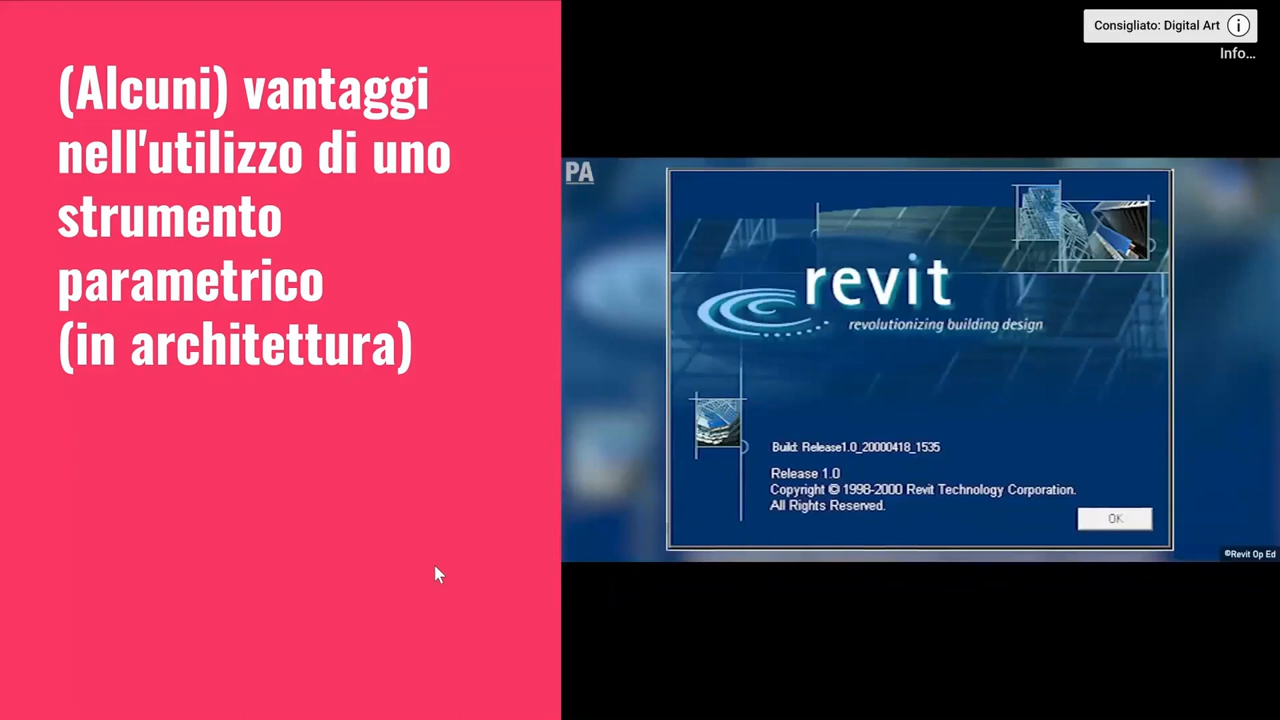 (Alcuni) vantaggi
nell'utilizzo di uno
strumento
parametrico
(in architettura)
Consigliato: Digital Art
Info...
PA
revit
revolutionizing building design
Build: Release1.0_20000418_1535
Release 1.0
Copyright © 1998-2000 Revit Technology Corporation.
All Rights Reserved.
OK
©Revit Op Ed